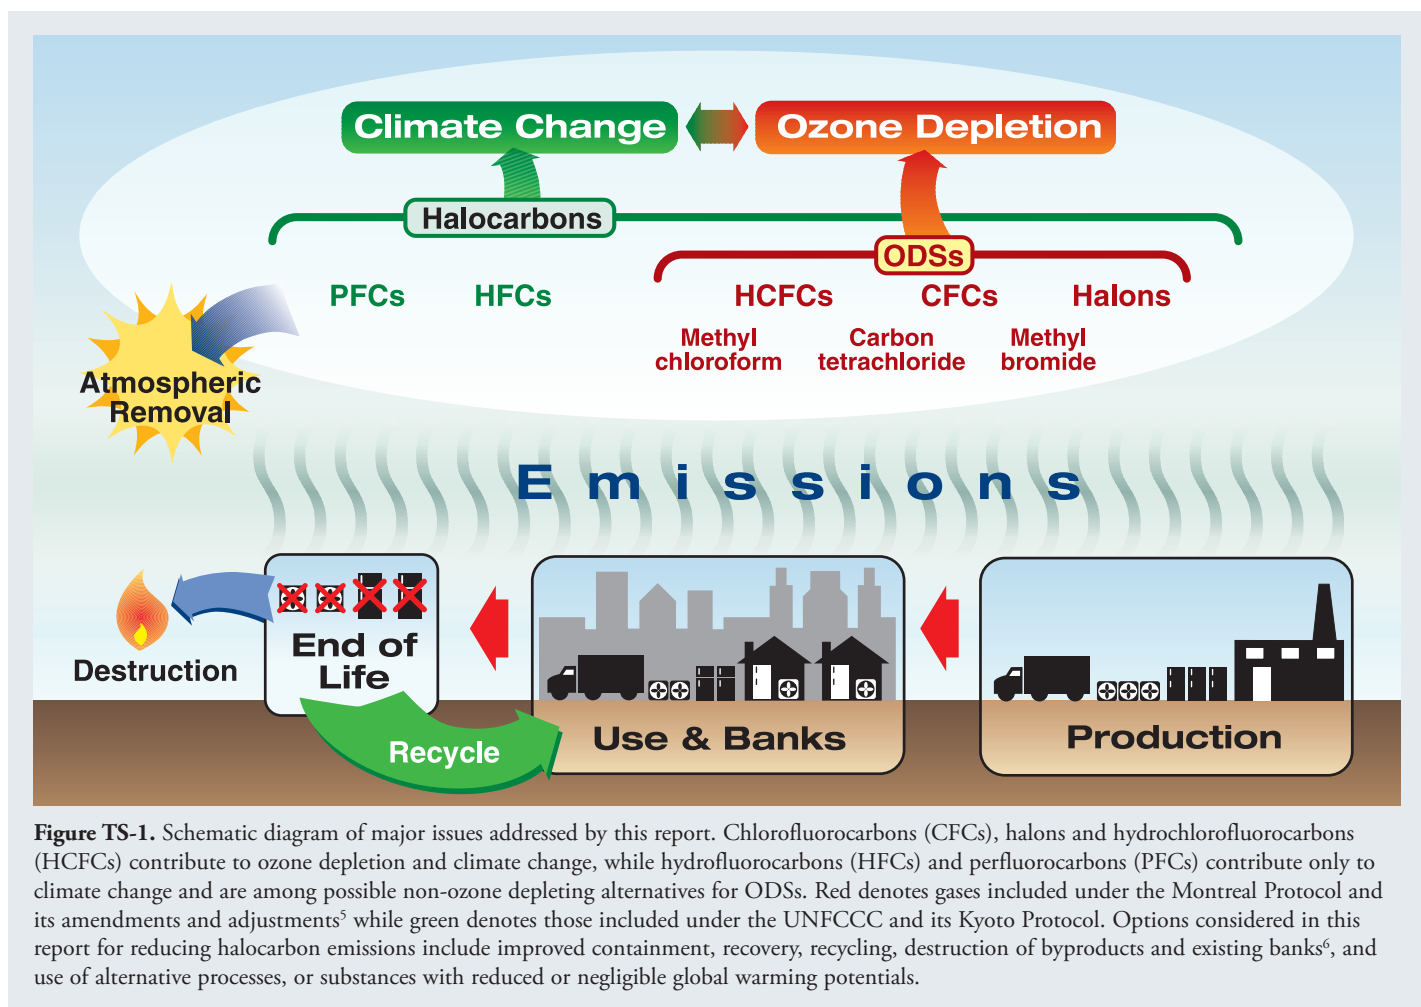 Climate Change
Ozone Depletion
Halocarbons
ODSs
PFCs HFCs HCFCs CFCs Halons
Methyl
chloroform
Carbon
tetrachloride
Methyl
bromide
Atmospheric
Removal
Emissions
Destruction
End of
Life
Recycle
Use & Banks
Production
Figure TS-1. Schematic diagram of major issues addressed by this report. Chlorofluorocarbons (CFCs), halons and hydrochlorofluorocarbons
(HCFCs) contribute to ozone depletion and climate change, while hydrofluorocarbons (HFCs) and perfluorocarbons (PFCs) contribute only to
climate change and are among possible non-ozone depleting alternatives for ODSs. Red denotes gases included under the Montreal Protocol and
its amendments and adjustments⁵ while green denotes those included under the UNFCCC and its Kyoto Protocol. Options considered in this
report for reducing halocarbon emissions include improved containment, recovery, recycling, destruction of byproducts and existing banks⁶, and
use of alternative processes, or substances with reduced or negligible global warming potentials.